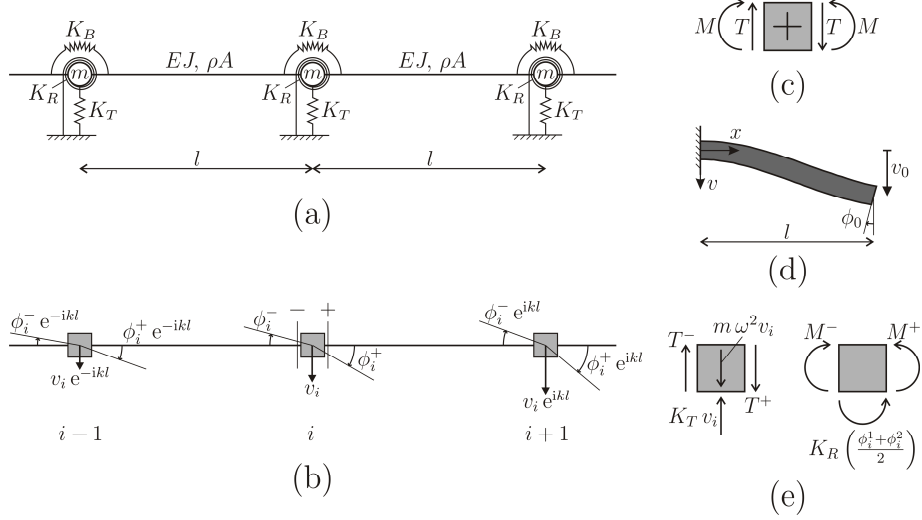 K_B K_B K_B
EJ, ρA EJ, ρA
m m m
K_R K_R K_R
K_T K_T K_T
l l
(a)
M T T M
(c)
x
v
v_0
ϕ_0
l
(d)
ϕ_i^- e^{-ikl} ϕ_i^+ e^{-ikl} ϕ_i^- − + ϕ_i^+ ϕ_i^- e^{ikl} ϕ_i^+ e^{ikl}
v_i e^{-ikl} v_i v_i e^{ikl}
i − 1 i i + 1
(b)
T^- m ω^2 v_i M^- M^+
T^+
K_T v_i
K_R (\frac{ϕ_i^1+ϕ_i^2}{2})
(e)